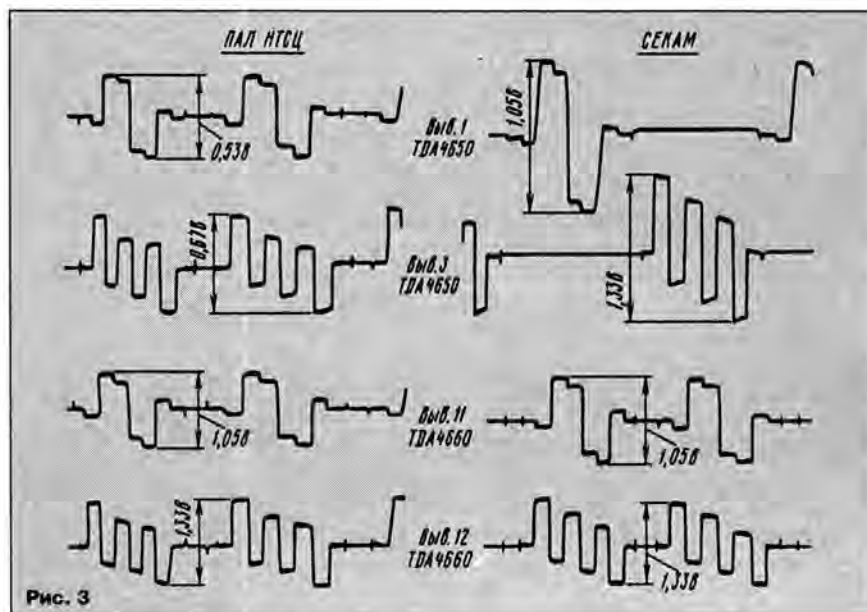 ПАЛ НТСЦ
СЕКАМ
0,53В
Выв.1
TDA4650
1,05В
0,67В
Выв.3
TDA4650
1,33В
1,05В
Выв.11
TDA4660
1,05В
1,33В
Выв.12
TDA4660
1,33В
Рис. 3